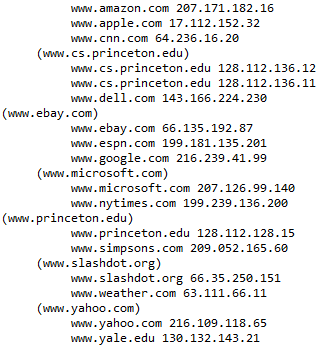 www.amazon.com 207.171.182.16
www.apple.com 17.112.152.32
www.cnn.com 64.236.16.20
(www.cs.princeton.edu)
www.cs.princeton.edu 128.112.136.12
www.cs.princeton.edu 128.112.136.11
www.dell.com 143.166.224.230
(www.ebay.com)
www.ebay.com 66.135.192.87
www.espn.com 199.181.135.201
www.google.com 216.239.41.99
(www.microsoft.com)
www.microsoft.com 207.126.99.140
www.nytimes.com 199.239.136.200
(www.princeton.edu)
www.princeton.edu 128.112.128.15
www.simpsons.com 209.052.165.60
(www.slashdot.org)
www.slashdot.org 66.35.250.151
www.weather.com 63.111.66.11
(www.yahoo.com)
www.yahoo.com 216.109.118.65
www.yale.edu 130.132.143.21